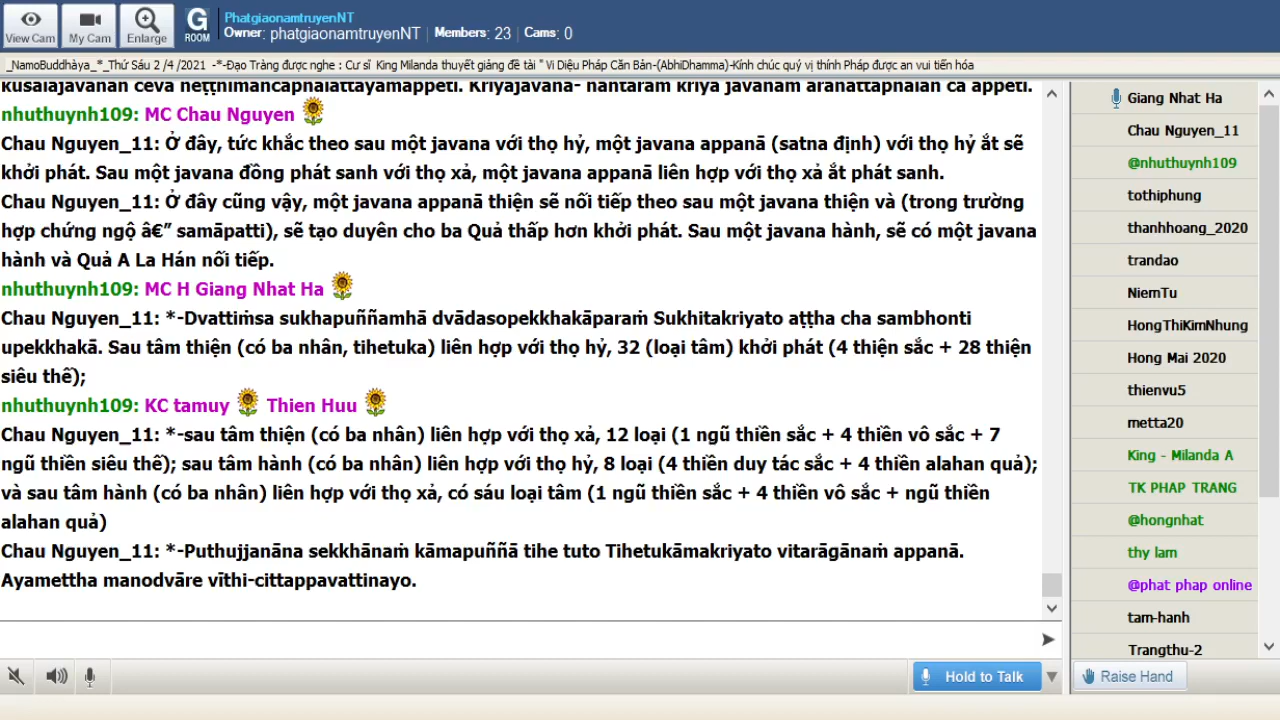 View Cam
My Cam
Enlarge
G
ROOM
PhatgiaonamtruyenNT
Owner: phatgiaonamtruyenNT | Members: 23 | Cams: 0
_NamoBuddhàya_*_Thứ Sáu 2 /4 /2021 -*-Đạo Tràng được nghe : Cư sĩ King Milanda thuyết giảng đề tài " Vi Diệu Pháp Căn Bản-(AbhiDhamma)-Kính chúc quý vị thính Pháp được an vui tiến hóa
kusalajavanaṅ ceva heṭṭhimañcaphalattayamappeti. Kriyājavanā- nantaraṁ kriyā javanaṁ arahattaphalañ ca appeti.
nhuthuynh109: MC Chau Nguyen
Chau Nguyen_11: Ở đây, tức khắc theo sau một javana với thọ hỷ, một javana appanā (satna định) với thọ hỷ ắt sẽ
khởi phát. Sau một javana đồng phát sanh với thọ xả, một javana appanā liên hợp với thọ xả ắt phát sanh.
Chau Nguyen_11: Ở đây cũng vậy, một javana appanā thiện sẽ nối tiếp theo sau một javana thiện và (trong trường
hợp chứng ngộ â€” samāpatti), sẽ tạo duyên cho ba Quả thấp hơn khởi phát. Sau một javana hành, sẽ có một javana
hành và Quả A La Hán nối tiếp.
nhuthuynh109: MC H Giang Nhat Ha
Chau Nguyen_11: *-Dvattiṁsa sukhapuññamhā dvādasopekkhakāparaṁ Sukhitakriyato aṭṭha cha sambhonti
upekkhakā. Sau tâm thiện (có ba nhân, tihetuka) liên hợp với thọ hỷ, 32 (loại tâm) khởi phát (4 thiện sắc + 28 thiện
siêu thế);
nhuthuynh109: KC tamuy Thien Huu
Chau Nguyen_11: *-sau tâm thiện (có ba nhân) liên hợp với thọ xả, 12 loại (1 ngũ thiền sắc + 4 thiền vô sắc + 7
ngũ thiền siêu thế); sau tâm hành (có ba nhân) liên hợp với thọ hỷ, 8 loại (4 thiền duy tác sắc + 4 thiền alahan quả);
và sau tâm hành (có ba nhân) liên hợp với thọ xả, có sáu loại tâm (1 ngũ thiền sắc + 4 thiền vô sắc + ngũ thiền
alahan quả)
Chau Nguyen_11: *-Puthujjanāna sekkhānaṁ kāmapuññā tihe tuto Tihetukāmakriyato vitarāgānaṁ appanā.
Ayamettha manodvāre vīthi-cittappavattinayo.
Giang Nhat Ha
Chau Nguyen_11
@nhuthuynh109
tothiphung
thanhhoang_2020
trandao
NiemTu
HongThiKimNhung
Hong Mai 2020
thienvu5
metta20
King - Milanda A
TK PHAP TRANG
@hongnhat
thy lam
@phat phap online
tam-hanh
Trangthu-2
Hold to Talk
Raise Hand